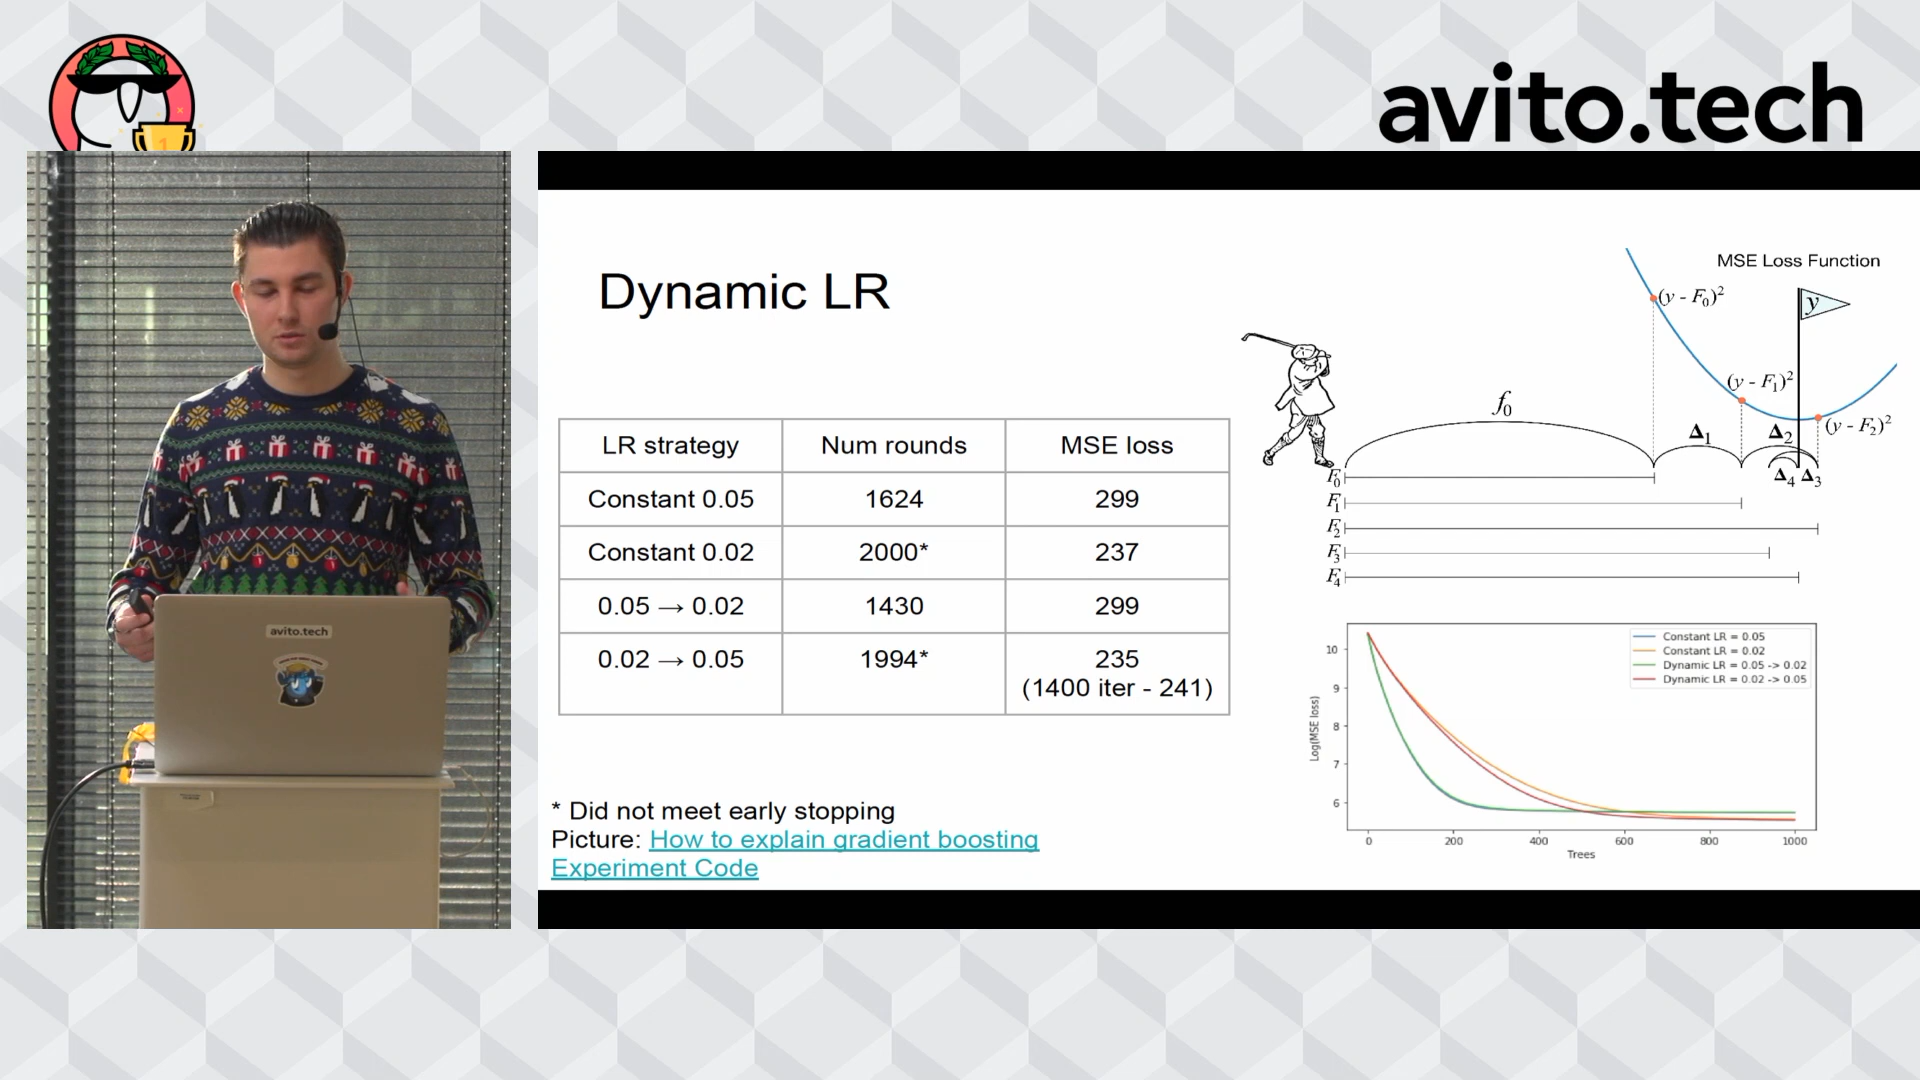 avito.tech
Dynamic LR
LR strategy Num rounds MSE loss
Constant 0.05 1624 299
Constant 0.02 2000* 237
0.05 → 0.02 1430 299
0.02 → 0.05 1994* 235
(1400 iter - 241)
* Did not meet early stopping
Picture: How to explain gradient boosting
Experiment Code
MSE Loss Function
(y - F₀)²
y
(y - F₁)²
(y - F₂)²
f₀
Δ₁
Δ₂
Δ₄ Δ₃
F₀
F₁
F₂
F₃
F₄
Constant LR = 0.05
Constant LR = 0.02
Dynamic LR = 0.05 -> 0.02
Dynamic LR = 0.02 -> 0.05
Log(MSE loss)
10
9
8
7
6
0 200 400 600 800 1000
Trees
avito.tech
1